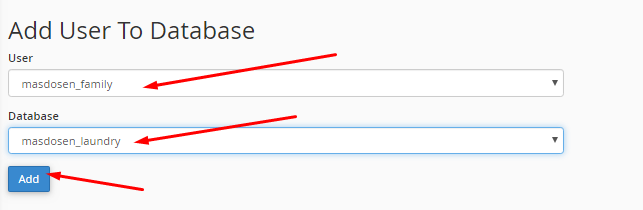 Add User To Database
User
masdosen_family
Database
masdosen_laundry
Add